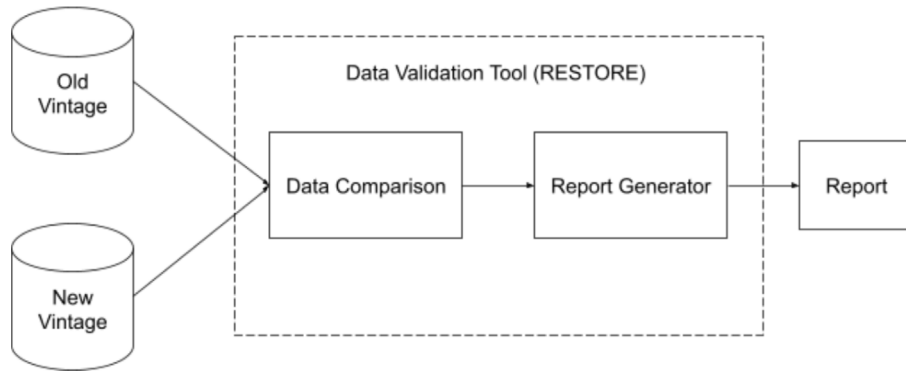 Old
Vintage
Data Validation Tool (RESTORE)
Data Comparison
Report Generator
Report
New
Vintage